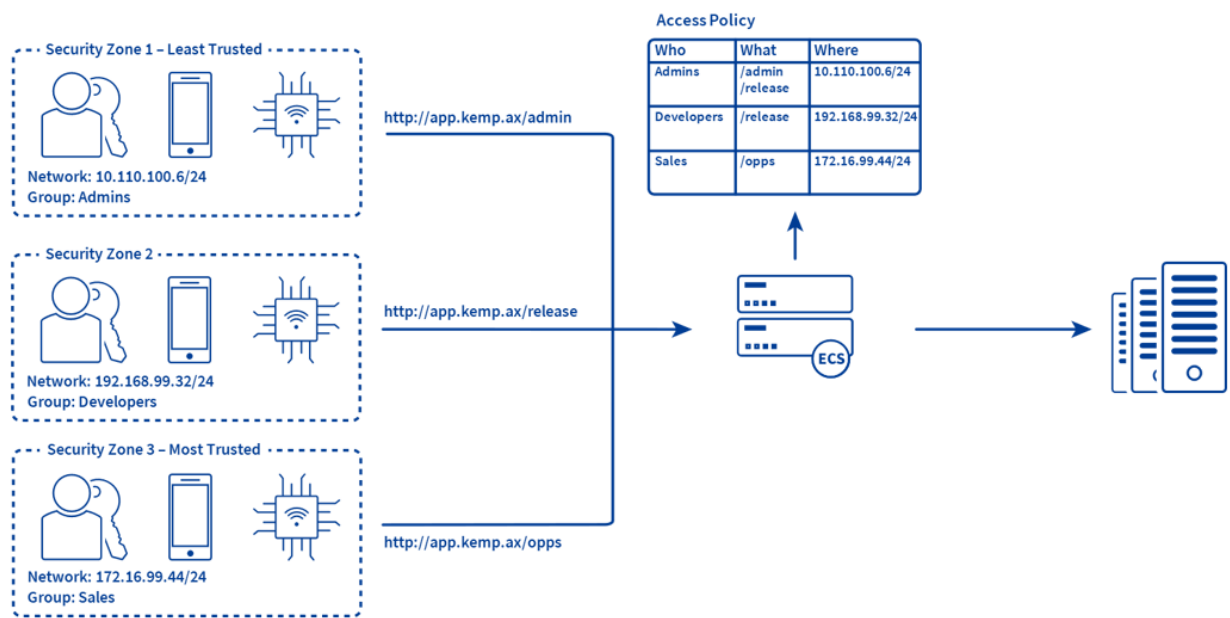 Access Policy
Who What Where
Admins /admin 10.110.100.6/24
/release
Developers /release 192.168.99.32/24
Sales /opps 172.16.99.44/24
Security Zone 1 – Least Trusted
Network: 10.110.100.6/24
Group: Admins
http://app.kemp.ax/admin
Security Zone 2
Network: 192.168.99.32/24
Group: Developers
http://app.kemp.ax/release
ECS
Security Zone 3 – Most Trusted
Network: 172.16.99.44/24
Group: Sales
http://app.kemp.ax/opps